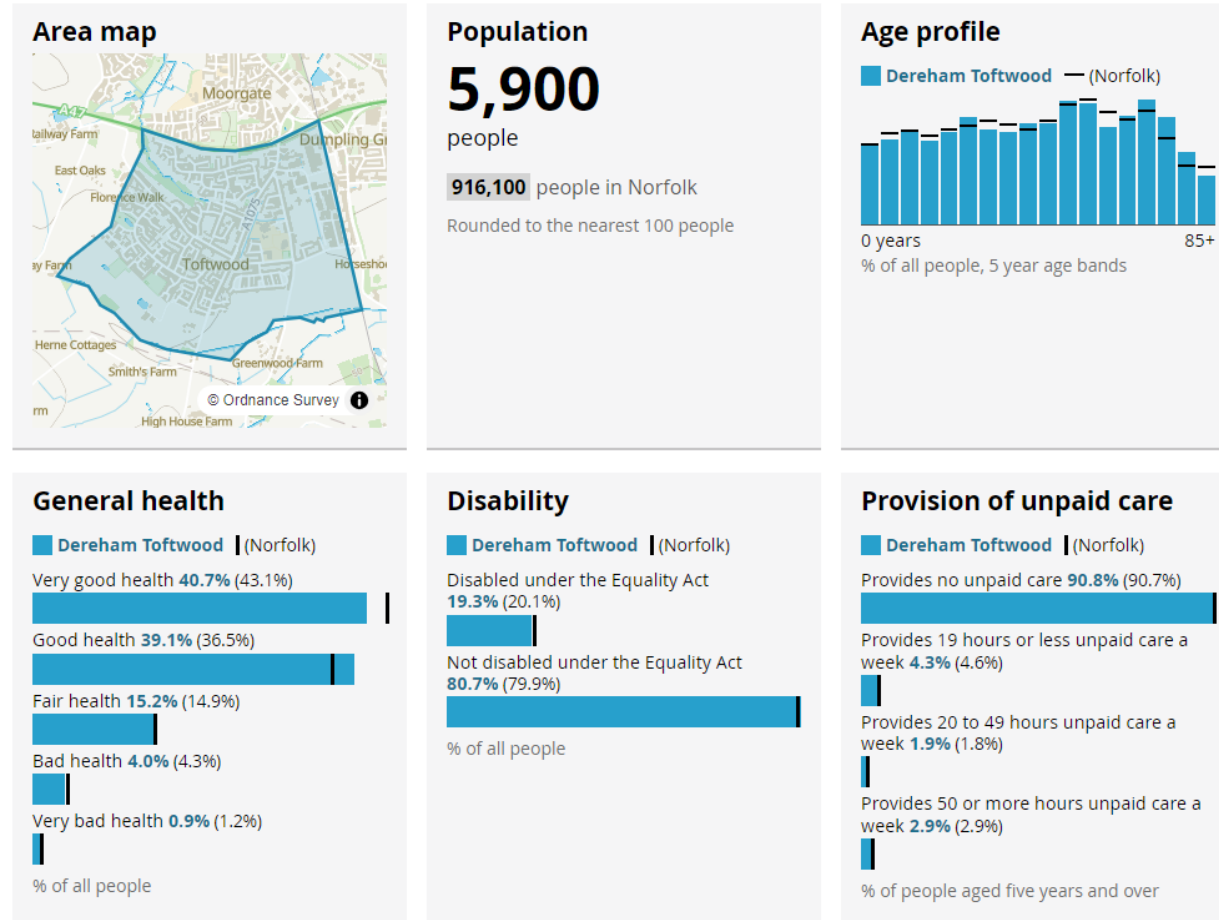 Area map
Moorgate
A47
Railway Farm
Dumpling Gr
East Oaks
Florence Walk
A1075
ay Farm
Toftwood
Horsesho
Herne Cottages
Greenwood Farm
Smith's Farm
© Ordnance Survey
rm
High House Farm
Population
5,900
people
916,100 people in Norfolk
Rounded to the nearest 100 people
Age profile
Dereham Toftwood (Norfolk)
0 years 85+
% of all people, 5 year age bands
General health
Dereham Toftwood (Norfolk)
Very good health 40.7% (43.1%)
Good health 39.1% (36.5%)
Fair health 15.2% (14.9%)
Bad health 4.0% (4.3%)
Very bad health 0.9% (1.2%)
% of all people
Disability
Dereham Toftwood (Norfolk)
Disabled under the Equality Act
19.3% (20.1%)
Not disabled under the Equality Act
80.7% (79.9%)
% of all people
Provision of unpaid care
Dereham Toftwood (Norfolk)
Provides no unpaid care 90.8% (90.7%)
Provides 19 hours or less unpaid care a
week 4.3% (4.6%)
Provides 20 to 49 hours unpaid care a
week 1.9% (1.8%)
Provides 50 or more hours unpaid care a
week 2.9% (2.9%)
% of people aged five years and over